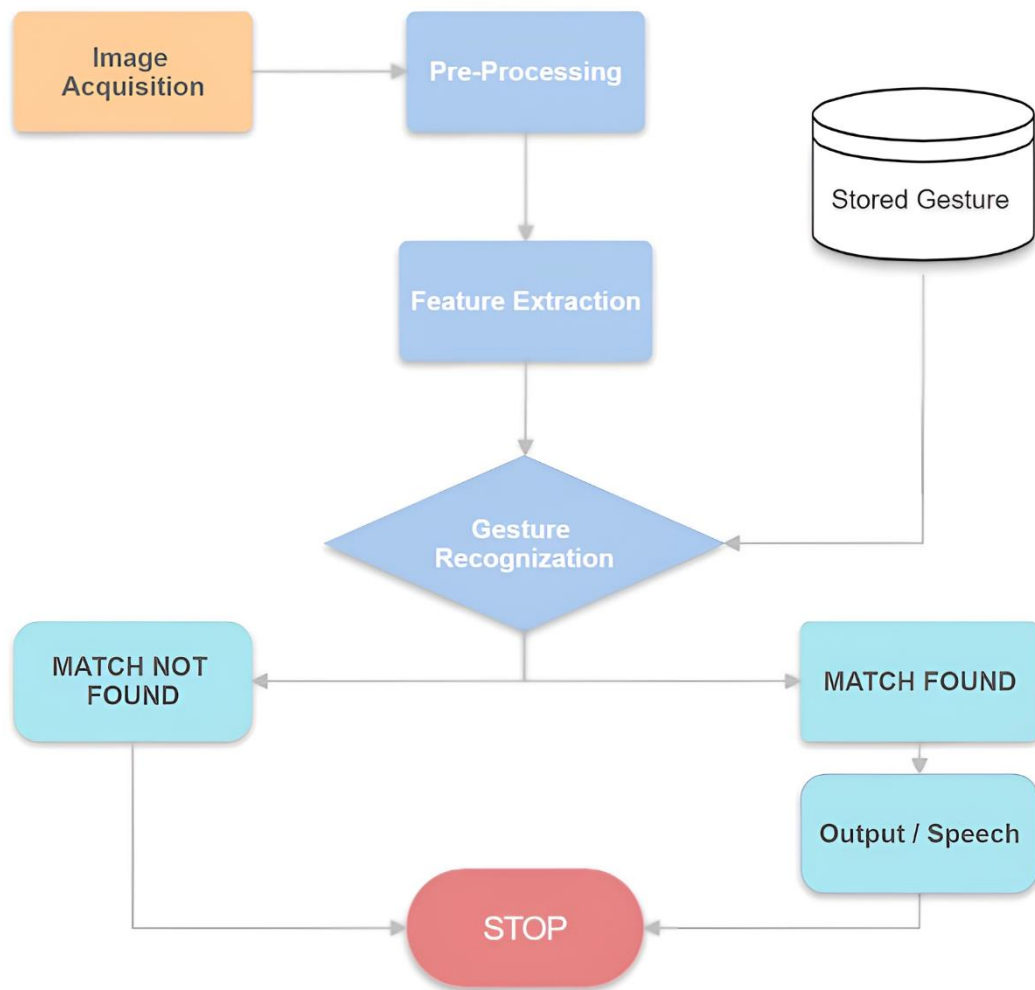 Image
Acquisition
Pre-Processing
Stored Gesture
Feature Extraction
Gesture
Recognization
MATCH NOT
FOUND
MATCH FOUND
Output / Speech
STOP